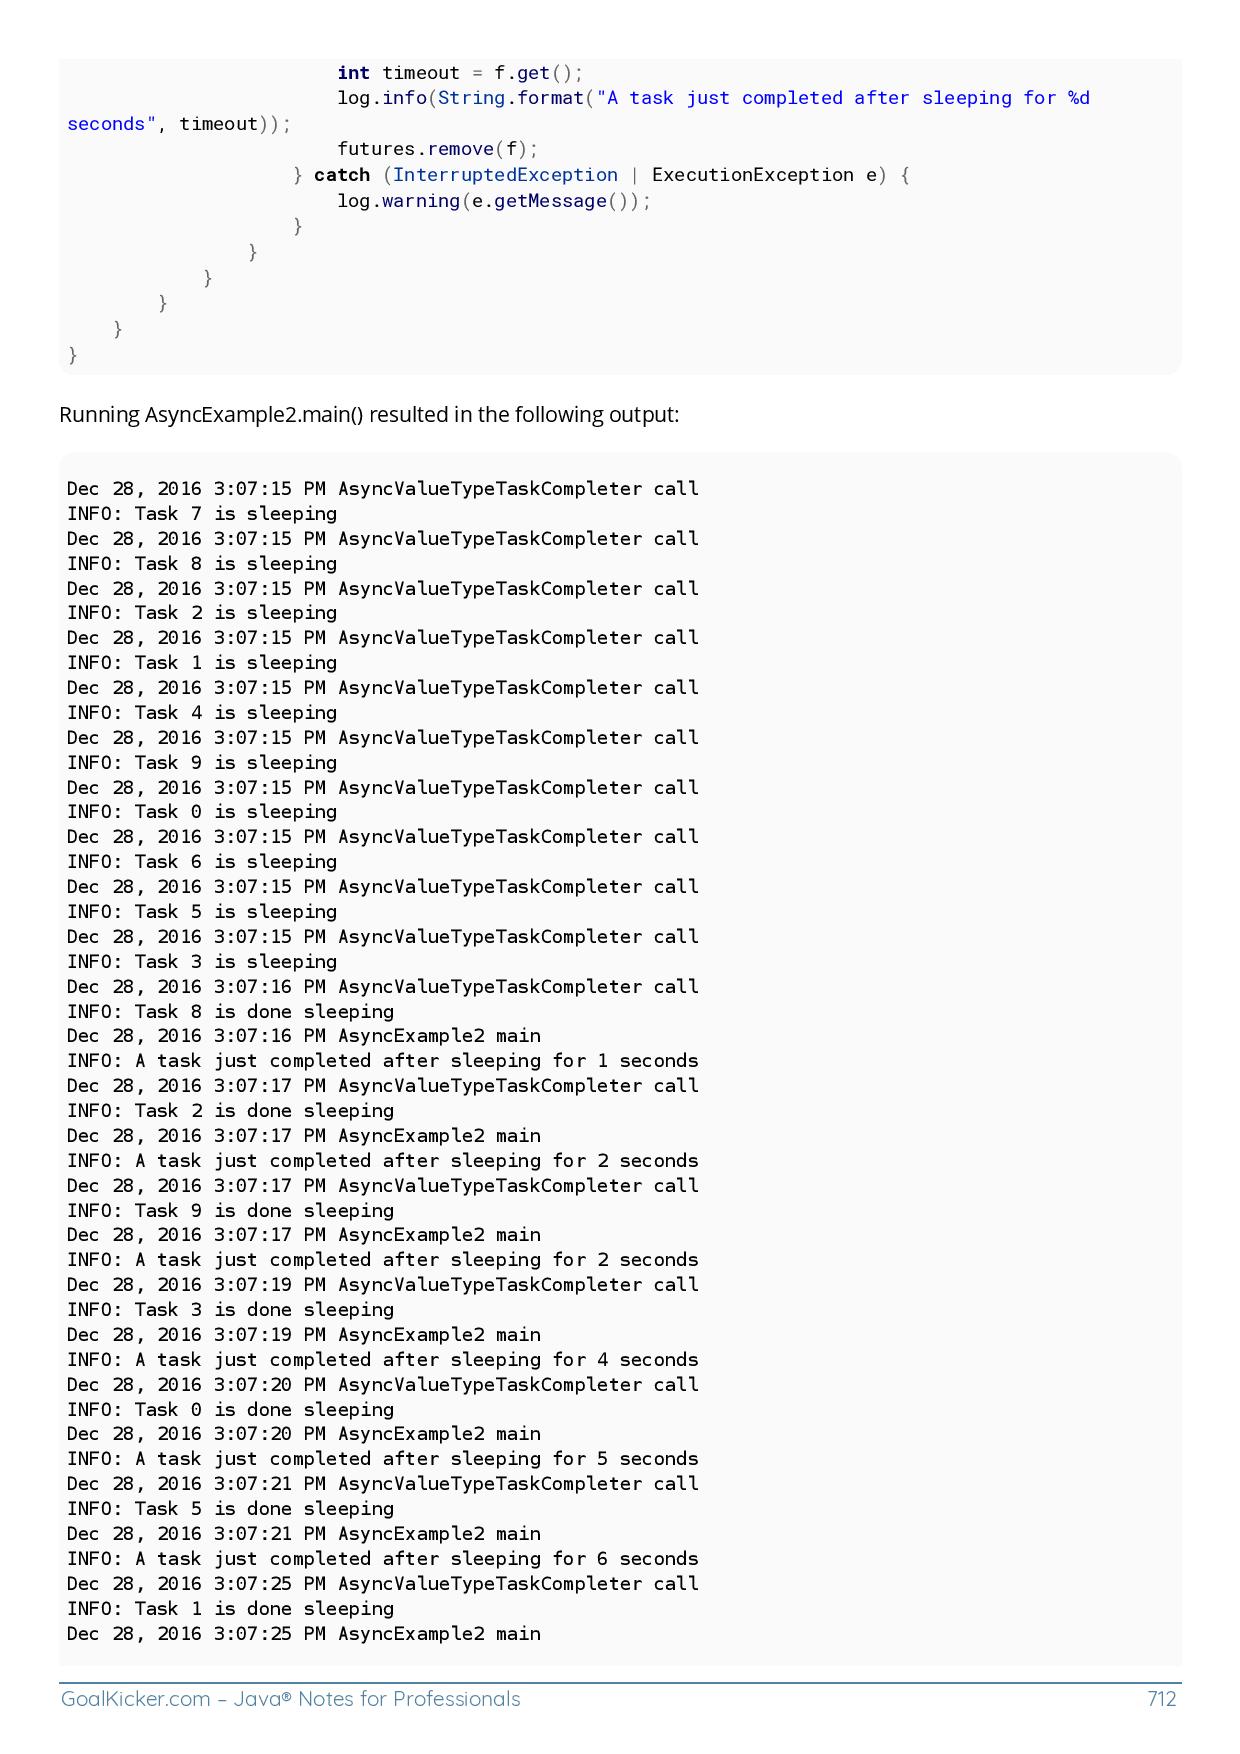 int timeout = f.get();
log.info(String.format("A task just completed after sleeping for %d
seconds", timeout));
futures.remove(f);
} catch (InterruptedException | ExecutionException e) {
log.warning(e.getMessage());
}
}
}
}
}
}
Running AsyncExample2.main() resulted in the following output:
Dec 28, 2016 3:07:15 PM AsyncValueTypeTaskCompleter call
INFO: Task 7 is sleeping
Dec 28, 2016 3:07:15 PM AsyncValueTypeTaskCompleter call
INFO: Task 8 is sleeping
Dec 28, 2016 3:07:15 PM AsyncValueTypeTaskCompleter call
INFO: Task 2 is sleeping
Dec 28, 2016 3:07:15 PM AsyncValueTypeTaskCompleter call
INFO: Task 1 is sleeping
Dec 28, 2016 3:07:15 PM AsyncValueTypeTaskCompleter call
INFO: Task 4 is sleeping
Dec 28, 2016 3:07:15 PM AsyncValueTypeTaskCompleter call
INFO: Task 9 is sleeping
Dec 28, 2016 3:07:15 PM AsyncValueTypeTaskCompleter call
INFO: Task 0 is sleeping
Dec 28, 2016 3:07:15 PM AsyncValueTypeTaskCompleter call
INFO: Task 6 is sleeping
Dec 28, 2016 3:07:15 PM AsyncValueTypeTaskCompleter call
INFO: Task 5 is sleeping
Dec 28, 2016 3:07:15 PM AsyncValueTypeTaskCompleter call
INFO: Task 3 is sleeping
Dec 28, 2016 3:07:16 PM AsyncValueTypeTaskCompleter call
INFO: Task 8 is done sleeping
Dec 28, 2016 3:07:16 PM AsyncExample2 main
INFO: A task just completed after sleeping for 1 seconds
Dec 28, 2016 3:07:17 PM AsyncValueTypeTaskCompleter call
INFO: Task 2 is done sleeping
Dec 28, 2016 3:07:17 PM AsyncExample2 main
INFO: A task just completed after sleeping for 2 seconds
Dec 28, 2016 3:07:17 PM AsyncValueTypeTaskCompleter call
INFO: Task 9 is done sleeping
Dec 28, 2016 3:07:17 PM AsyncExample2 main
INFO: A task just completed after sleeping for 2 seconds
Dec 28, 2016 3:07:19 PM AsyncValueTypeTaskCompleter call
INFO: Task 3 is done sleeping
Dec 28, 2016 3:07:19 PM AsyncExample2 main
INFO: A task just completed after sleeping for 4 seconds
Dec 28, 2016 3:07:20 PM AsyncValueTypeTaskCompleter call
INFO: Task 0 is done sleeping
Dec 28, 2016 3:07:20 PM AsyncExample2 main
INFO: A task just completed after sleeping for 5 seconds
Dec 28, 2016 3:07:21 PM AsyncValueTypeTaskCompleter call
INFO: Task 5 is done sleeping
Dec 28, 2016 3:07:21 PM AsyncExample2 main
INFO: A task just completed after sleeping for 6 seconds
Dec 28, 2016 3:07:25 PM AsyncValueTypeTaskCompleter call
INFO: Task 1 is done sleeping
Dec 28, 2016 3:07:25 PM AsyncExample2 main
GoalKicker.com – Java® Notes for Professionals 712